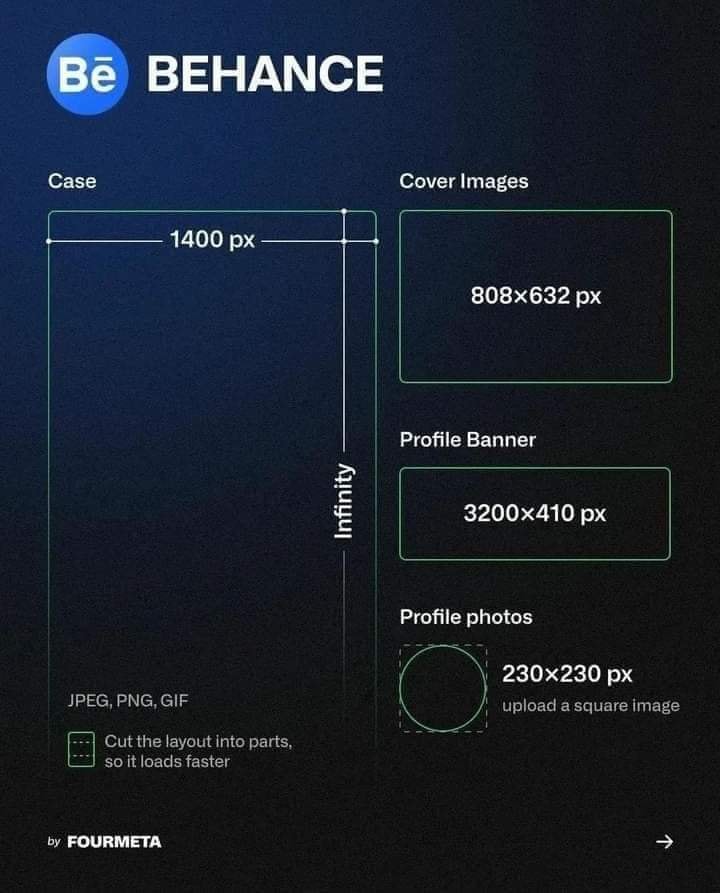 Bē BEHANCE
Case
1400 px
Infinity
JPEG, PNG, GIF
Cut the layout into parts,
so it loads faster
Cover Images
808×632 px
Profile Banner
3200×410 px
Profile photos
230×230 px
upload a square image
by FOURMETA